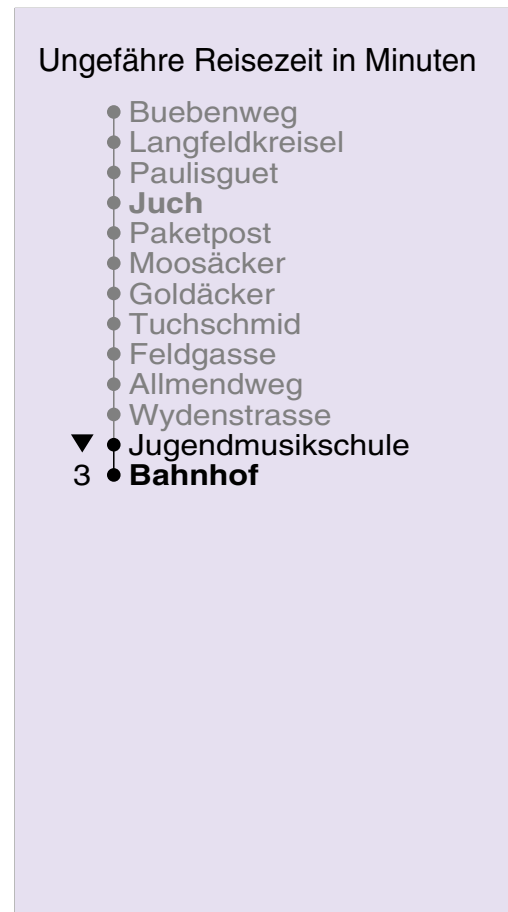 Ungefähre Reisezeit in Minuten
Buebenweg
Langfeldkreisel
Paulisguet
Juch
Paketpost
Moosäcker
Goldäcker
Tuchschmid
Feldgasse
Allmendweg
Wydenstrasse
▼ Jugendmusikschule
3 Bahnhof